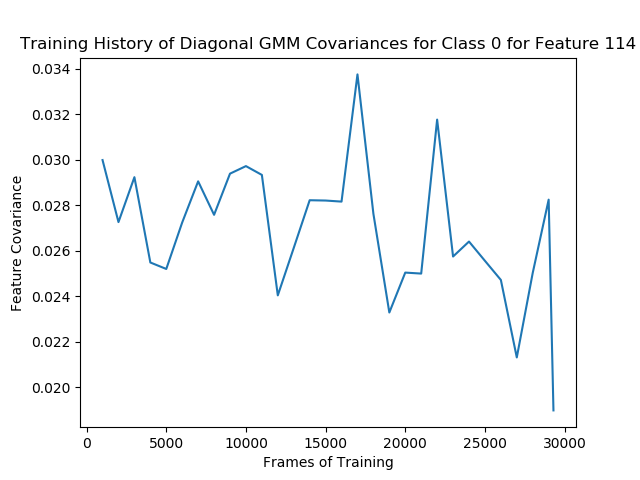 Training History of Diagonal GMM Covariances for Class 0 for Feature 114
0.034
0.032
0.030
0.028
0.026
0.024
0.022
0.020
Feature Covariance
0 5000 10000 15000 20000 25000 30000
Frames of Training